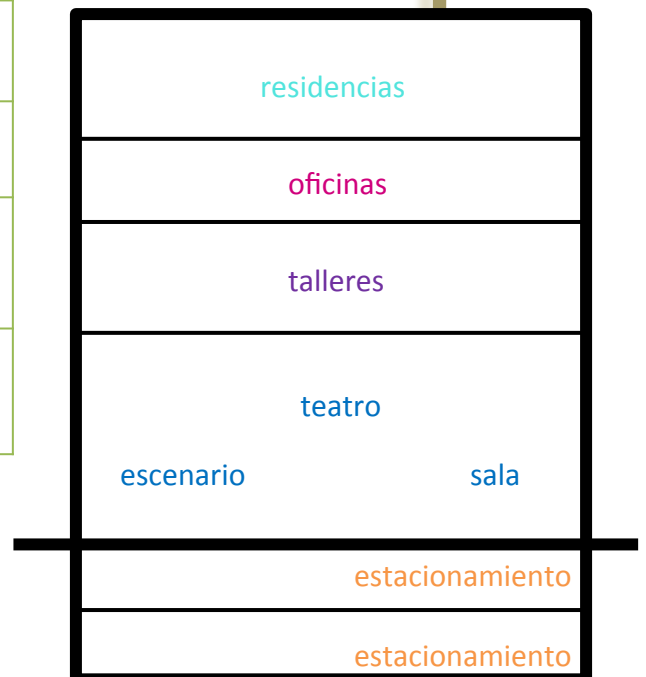 residencias
oficinas
talleres
teatro
escenario sala
estacionamiento
estacionamiento